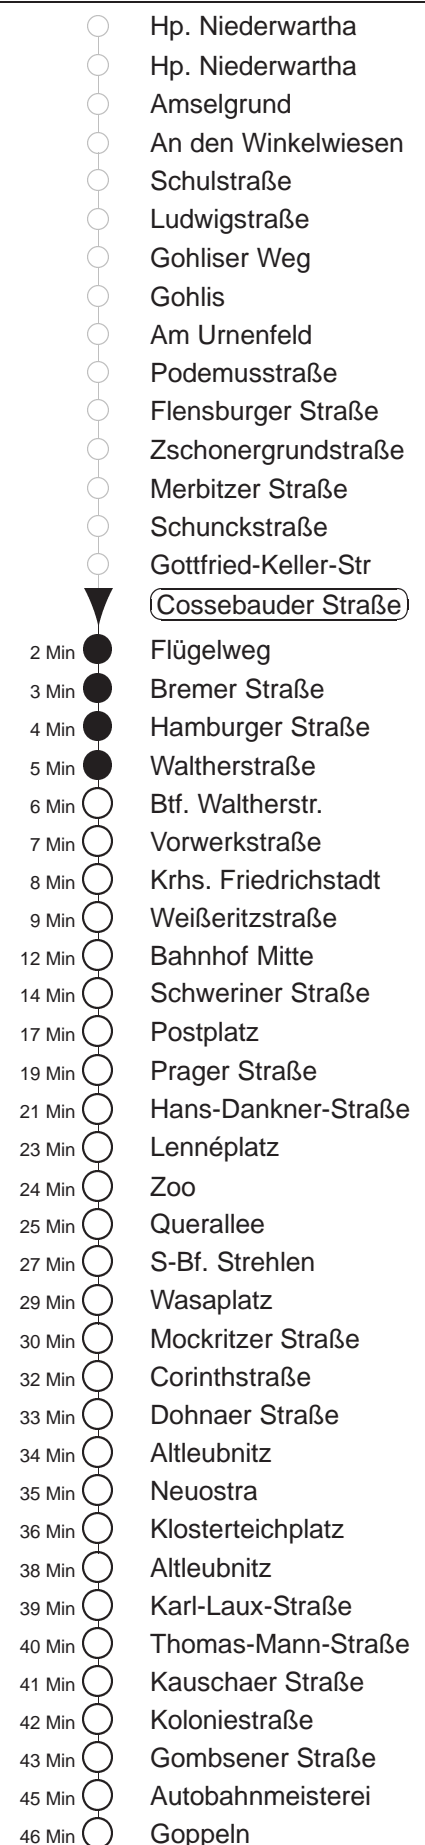 Hp. Niederwartha
Hp. Niederwartha
Amselgrund
An den Winkelwiesen
Schulstraße
Ludwigstraße
Gohliser Weg
Gohlis
Am Urnenfeld
Podemusstraße
Flensburger Straße
Zschonergrundstraße
Merbitzer Straße
Schunckstraße
Gottfried-Keller-Str
Cossebauder Straße
2 Min Flügelweg
3 Min Bremer Straße
4 Min Hamburger Straße
5 Min Waltherstraße
6 Min Btf. Waltherstr.
7 Min Vorwerkstraße
8 Min Krhs. Friedrichstadt
9 Min Weißeritzstraße
12 Min Bahnhof Mitte
14 Min Schweriner Straße
17 Min Postplatz
19 Min Prager Straße
21 Min Hans-Dankner-Straße
23 Min Lennéplatz
24 Min Zoo
25 Min Querallee
27 Min S-Bf. Strehlen
29 Min Wasaplatz
30 Min Mockritzer Straße
32 Min Corinthstraße
33 Min Dohnaer Straße
34 Min Altleubnitz
35 Min Neuostra
36 Min Klosterteichplatz
38 Min Altleubnitz
39 Min Karl-Laux-Straße
40 Min Thomas-Mann-Straße
41 Min Kauschaer Straße
42 Min Koloniestraße
43 Min Gombsener Straße
45 Min Autobahnmeisterei
46 Min Goppeln